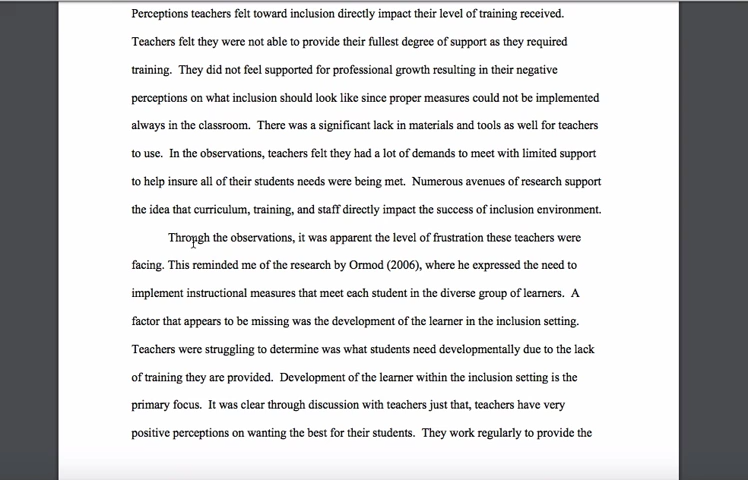 Perceptions teachers felt toward inclusion directly impact their level of training received.
Teachers felt they were not able to provide their fullest degree of support as they required
training.  They did not feel supported for professional growth resulting in their negative
perceptions on what inclusion should look like since proper measures could not be implemented
always in the classroom.  There was a significant lack in materials and tools as well for teachers
to use.  In the observations, teachers felt they had a lot of demands to meet with limited support
to help insure all of their students needs were being met.  Numerous avenues of research support
the idea that curriculum, training, and staff directly impact the success of inclusion environment.
Through the observations, it was apparent the level of frustration these teachers were
facing. This reminded me of the research by Ormod (2006), where he expressed the need to
implement instructional measures that meet each student in the diverse group of learners.  A
factor that appears to be missing was the development of the learner in the inclusion setting.
Teachers were struggling to determine was what students need developmentally due to the lack
of training they are provided.  Development of the learner within the inclusion setting is the
primary focus.  It was clear through discussion with teachers just that, teachers have very
positive perceptions on wanting the best for their students.  They work regularly to provide the